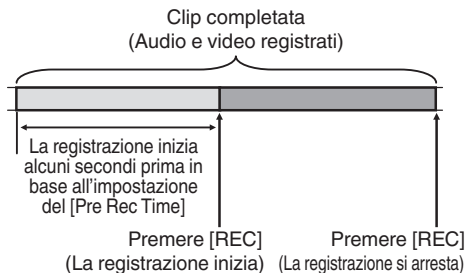 Clip completata
(Audio e video registrati)
La registrazione inizia
alcuni secondi prima in
base all'impostazione
del [Pre Rec Time]
Premere [REC]
(La registrazione inizia)
Premere [REC]
(La registrazione si arresta)